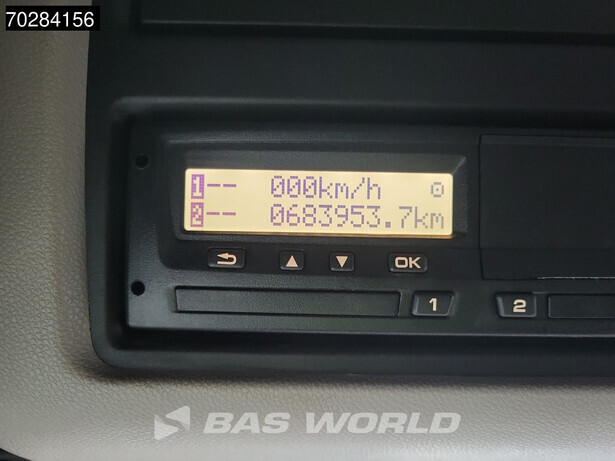 70284156
1-- 000km/h
2-- 0683953.7km
OK
1 2
BAS WORLD